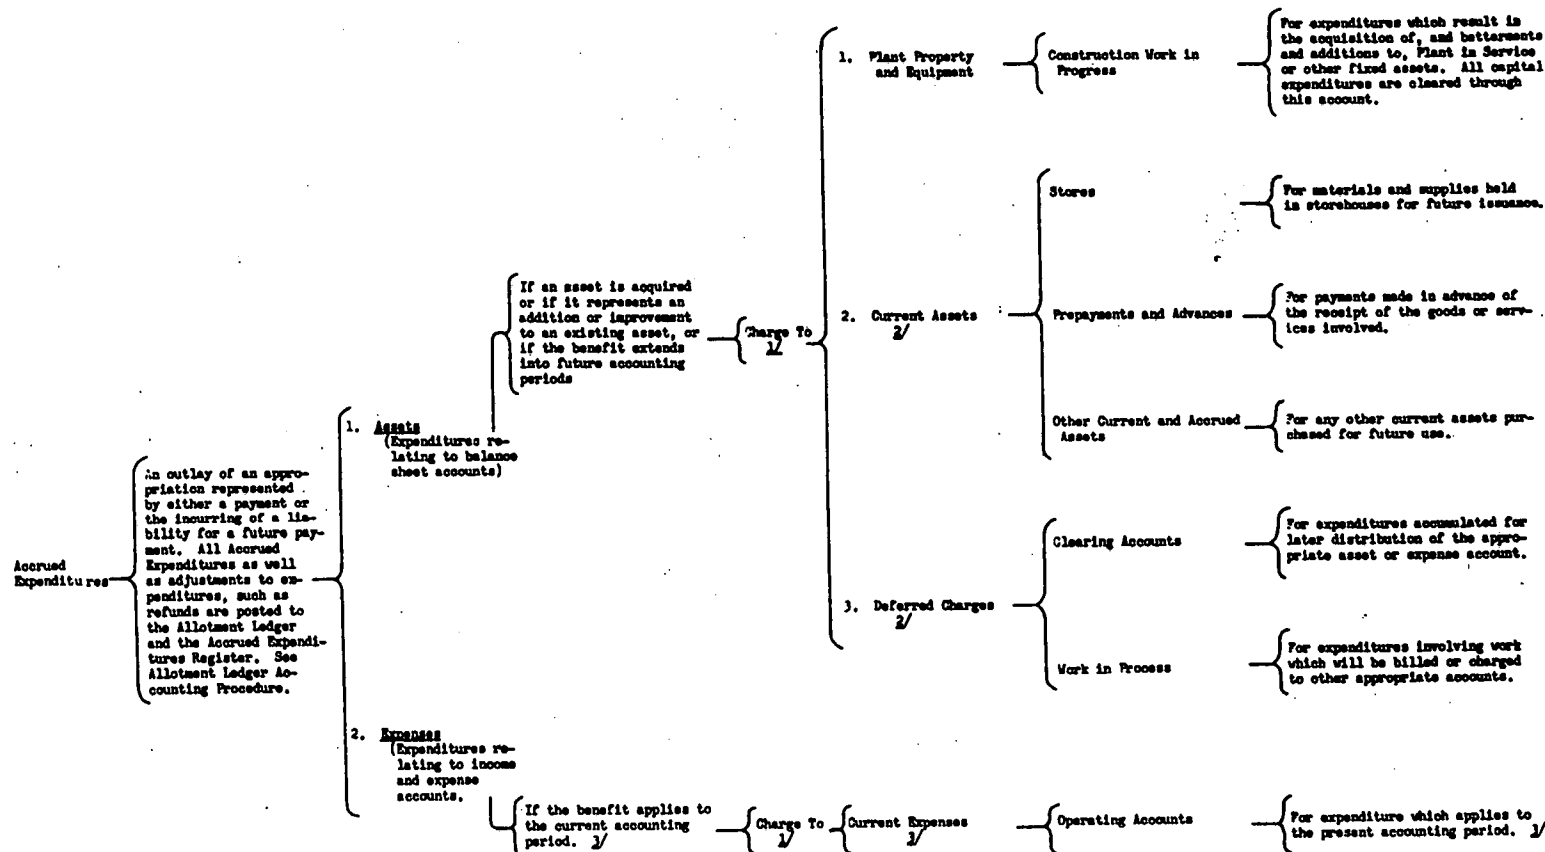 Accrued
Expenditures
An outlay of an appro-
priation represented
by either a payment or
the incurring of a lia-
bility for a future pay-
ment. All Accrued
Expenditures as well
as adjustments to ex-
penditures, such as
refunds are posted to
the Allotment Ledger
and the Accrued Expendi-
tures Register. See
Allotment Ledger Ac-
counting Procedure.
1. Assets
(Expenditures re-
lating to balance
sheet accounts)
If an asset is acquired
or if it represents an
addition or improvement
to an existing asset, or
if the benefit extends
into future accounting
periods
Charge To
1/
1. Plant Property
and Equipment
Construction Work in
Progress
For expenditures which result in
the acquisition of, and betterments
and additions to, Plant in Service
or other fixed assets. All capital
expenditures are cleared through
this account.
2. Current Assets
2/
Stores
For materials and supplies held
in storehouses for future issuance.
Prepayments and Advances
For payments made in advance of
the receipt of the goods or serv-
ices involved.
Other Current and Accrued
Assets
For any other current assets pur-
chased for future use.
3. Deferred Charges
2/
Clearing Accounts
For expenditures accumulated for
later distribution of the appro-
priate asset or expense account.
Work in Process
For expenditures involving work
which will be billed or charged
to other appropriate accounts.
2. Expenses
(Expenditures re-
lating to income
and expense
accounts.
If the benefit applies to
the current accounting
period. 3/
Charge To
1/
Current Expenses
3/
Operating Accounts
For expenditure which applies to
the present accounting period. 3/